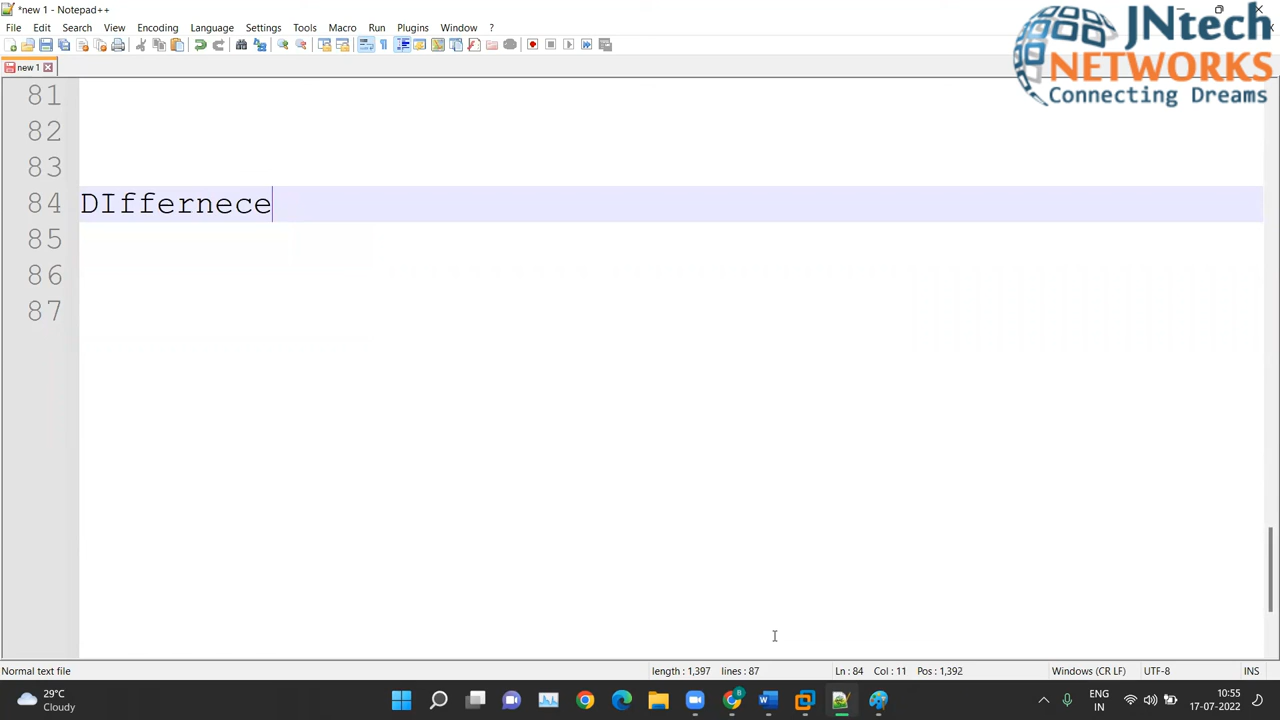 *new 1 - Notepad++
File Edit Search View Encoding Language Settings Tools Macro Run Plugins Window ?
new 1
JNtech
NETWORKS
Connecting Dreams
81
82
83
84 DIffernece
85
86
87
Normal text file length : 1,397 lines : 87 Ln : 84 Col : 11 Pos : 1,392 Windows (CR LF) UTF-8 INS
29°C
Cloudy
8
ENG
IN
10:55
17-07-2022